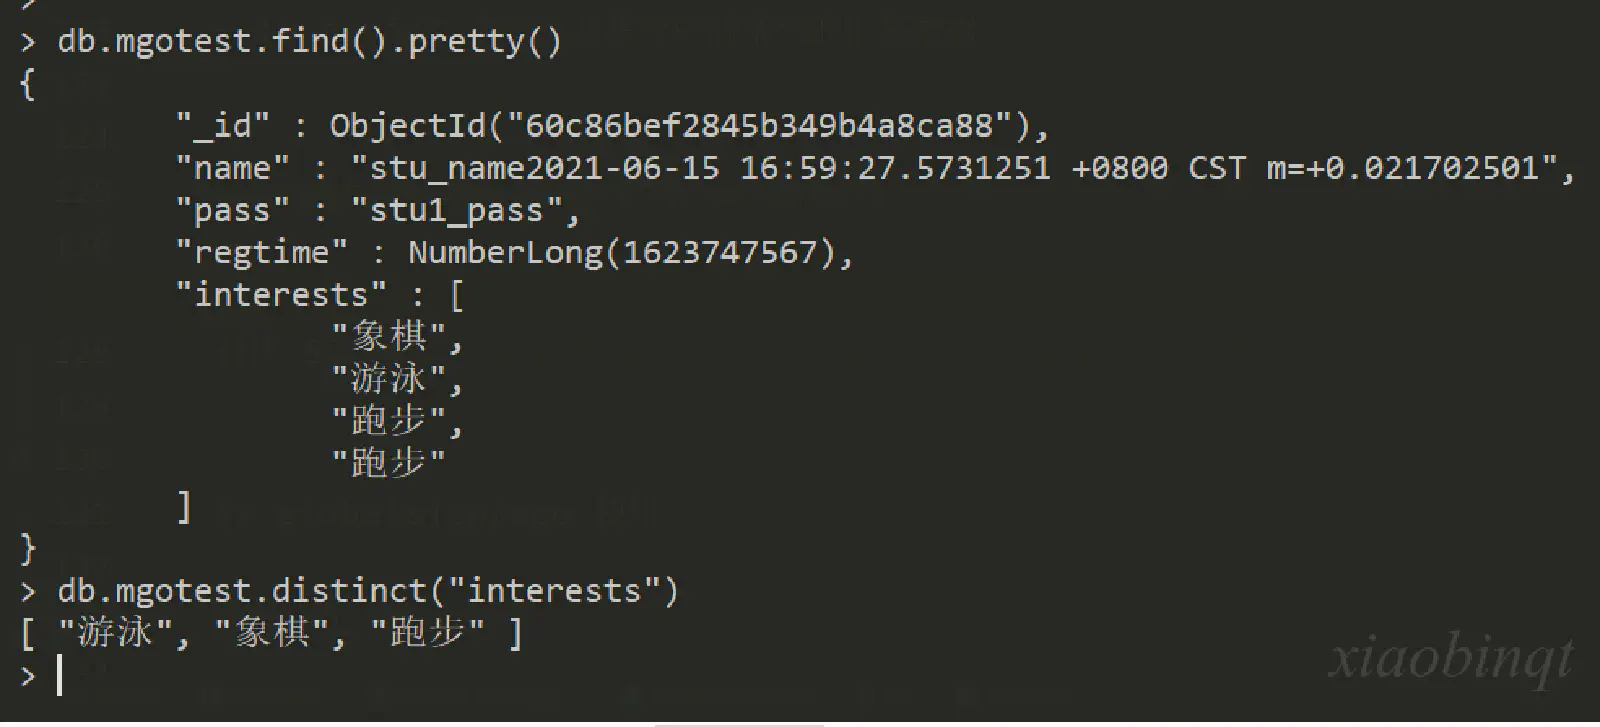 >
> db.mgotest.find().pretty()
{
"_id" : ObjectId("60c86bef2845b349b4a8ca88"),
"name" : "stu_name2021-06-15 16:59:27.5731251 +0800 CST m=+0.021702501",
"pass" : "stu1_pass",
"regtime" : NumberLong(1623747567),
"interests" : [
"象棋",
"游泳",
"跑步",
"跑步"
]
}
> db.mgotest.distinct("interests")
[ "游泳", "象棋", "跑步" ]
>
xiaobinqt